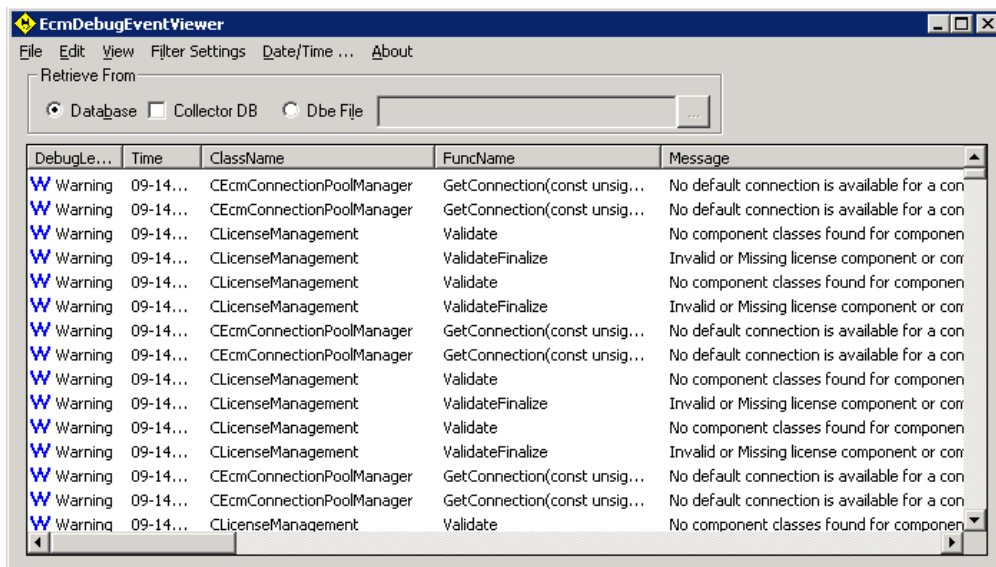 EcmDebugEventViewer
File Edit View Filter Settings Date/Time ... About
Retrieve From
Database Collector DB Dbe File ...
DebugLe... Time ClassName FuncName Message
W Warning 09-14... CEcmConnectionPoolManager GetConnection(const unsig... No default connection is available for a con
W Warning 09-14... CEcmConnectionPoolManager GetConnection(const unsig... No default connection is available for a con
W Warning 09-14... CLicenseManagement Validate No component classes found for componen
W Warning 09-14... CLicenseManagement ValidateFinalize Invalid or Missing license component or com
W Warning 09-14... CLicenseManagement Validate No component classes found for componen
W Warning 09-14... CLicenseManagement ValidateFinalize Invalid or Missing license component or com
W Warning 09-14... CEcmConnectionPoolManager GetConnection(const unsig... No default connection is available for a con
W Warning 09-14... CEcmConnectionPoolManager GetConnection(const unsig... No default connection is available for a con
W Warning 09-14... CLicenseManagement Validate No component classes found for componen
W Warning 09-14... CLicenseManagement ValidateFinalize Invalid or Missing license component or com
W Warning 09-14... CLicenseManagement Validate No component classes found for componen
W Warning 09-14... CLicenseManagement ValidateFinalize Invalid or Missing license component or com
W Warning 09-14... CEcmConnectionPoolManager GetConnection(const unsig... No default connection is available for a con
W Warning 09-14... CEcmConnectionPoolManager GetConnection(const unsig... No default connection is available for a con
W Warning 09-14... CLicenseManagement Validate No component classes found for componen